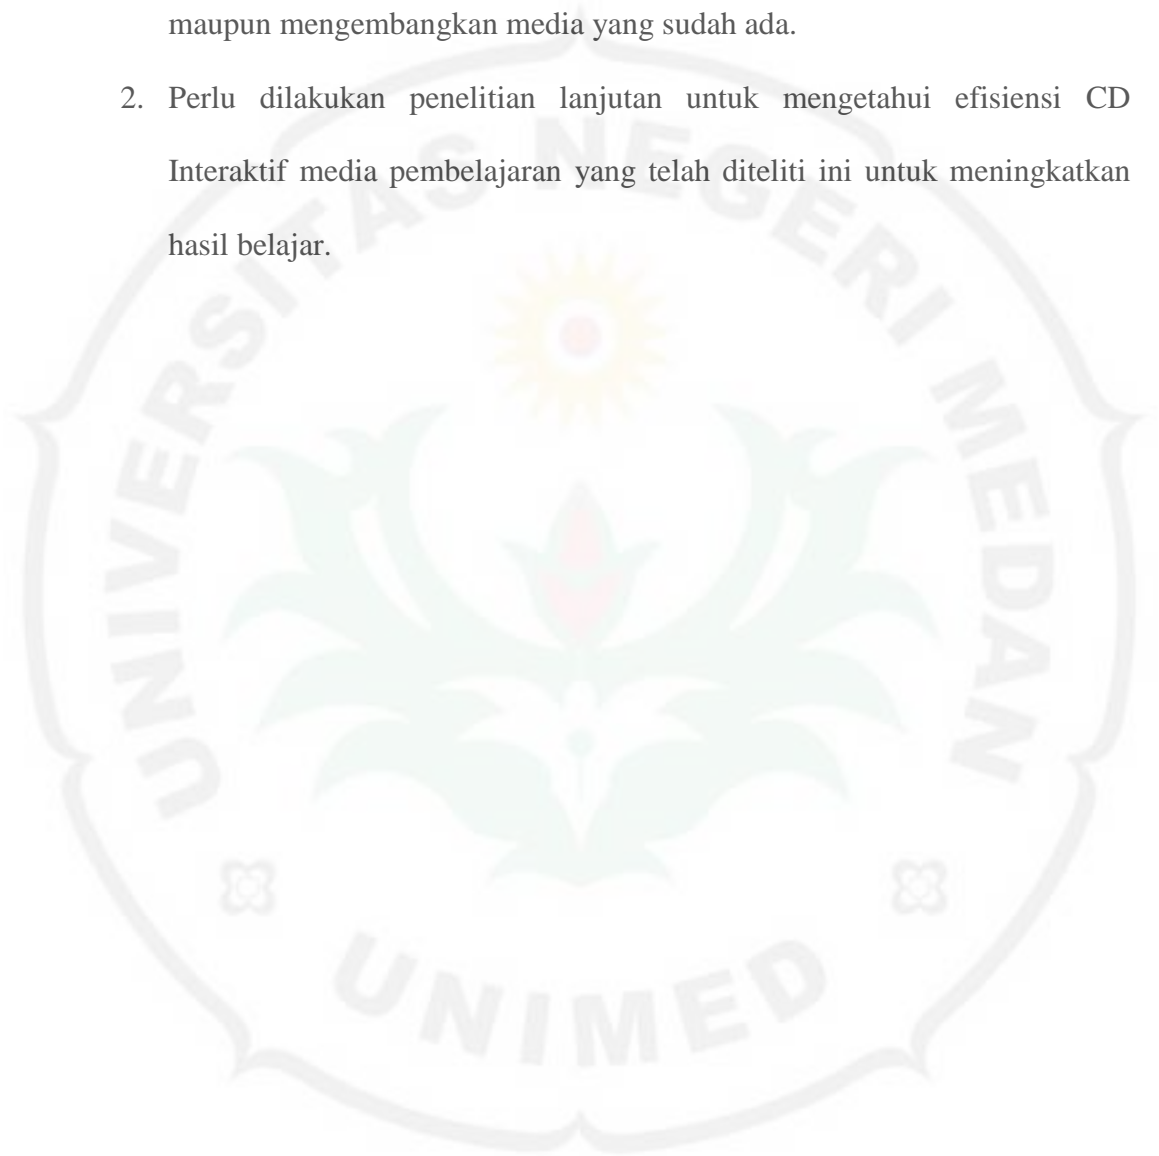 maupun mengembangkan media yang sudah ada.
2. Perlu dilakukan penelitian lanjutan untuk mengetahui efisiensi CD
Interaktif media pembelajaran yang telah diteliti ini untuk meningkatkan
hasil belajar.
UNIVERSITAS NEGERI MEDAN
UNIMED